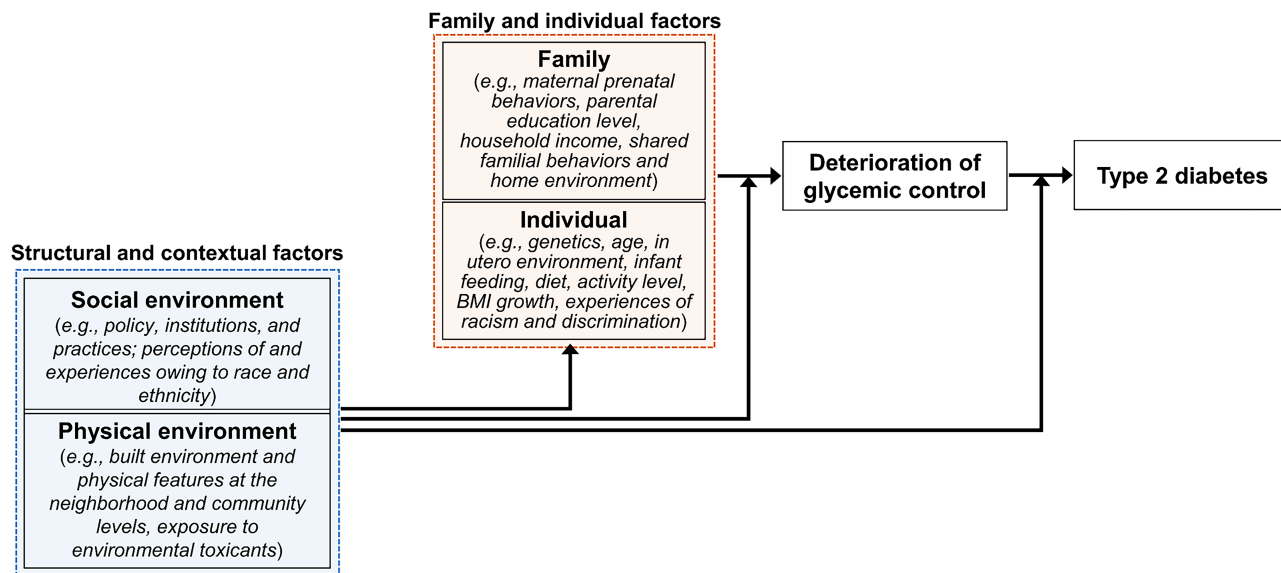 Family and individual factors
Family
(e.g., maternal prenatal
behaviors, parental
education level,
household income, shared
familial behaviors and
home environment)
Individual
(e.g., genetics, age, in
utero environment, infant
feeding, diet, activity level,
BMI growth, experiences of
racism and discrimination)
Deterioration of
glycemic control
Type 2 diabetes
Structural and contextual factors
Social environment
(e.g., policy, institutions, and
practices; perceptions of and
experiences owing to race and
ethnicity)
Physical environment
(e.g., built environment and
physical features at the
neighborhood and community
levels, exposure to
environmental toxicants)